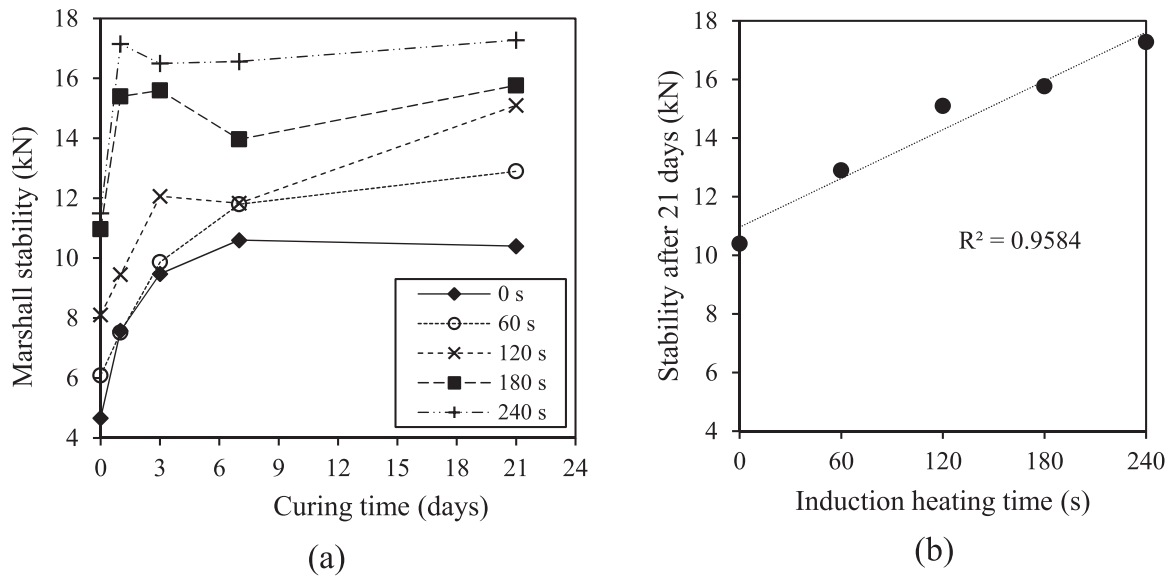 18
16
14
12
10
8
6
4
0 3 6 9 12 15 18 21 24
Marshall stability (kN)
Curing time (days)
0 s
60 s
120 s
180 s
240 s
(a)
18
16
14
12
10
8
6
4
0 60 120 180 240
Stability after 21 days (kN)
R² = 0.9584
Induction heating time (s)
(b)